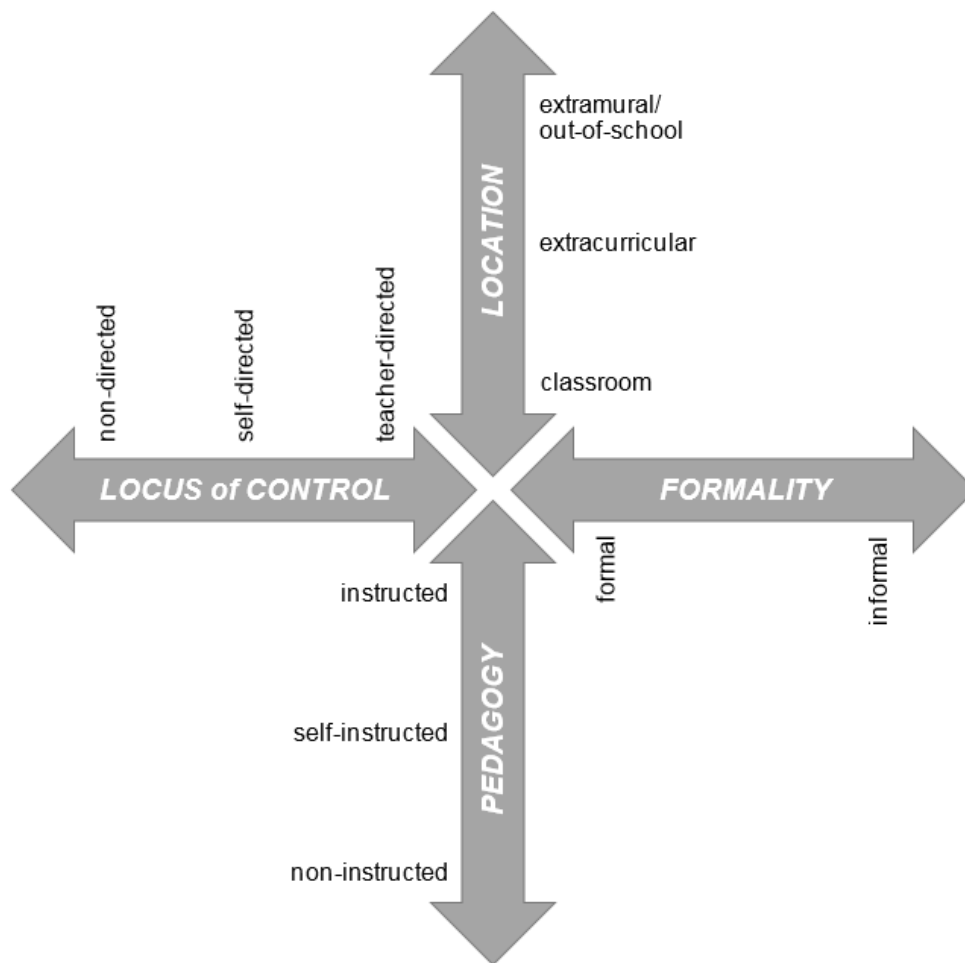 extramural/
out-of-school
LOCATION
extracurricular
classroom
non-directed
self-directed
teacher-directed
LOCUS of CONTROL
FORMALITY
formal
informal
instructed
PEDAGOGY
self-instructed
non-instructed